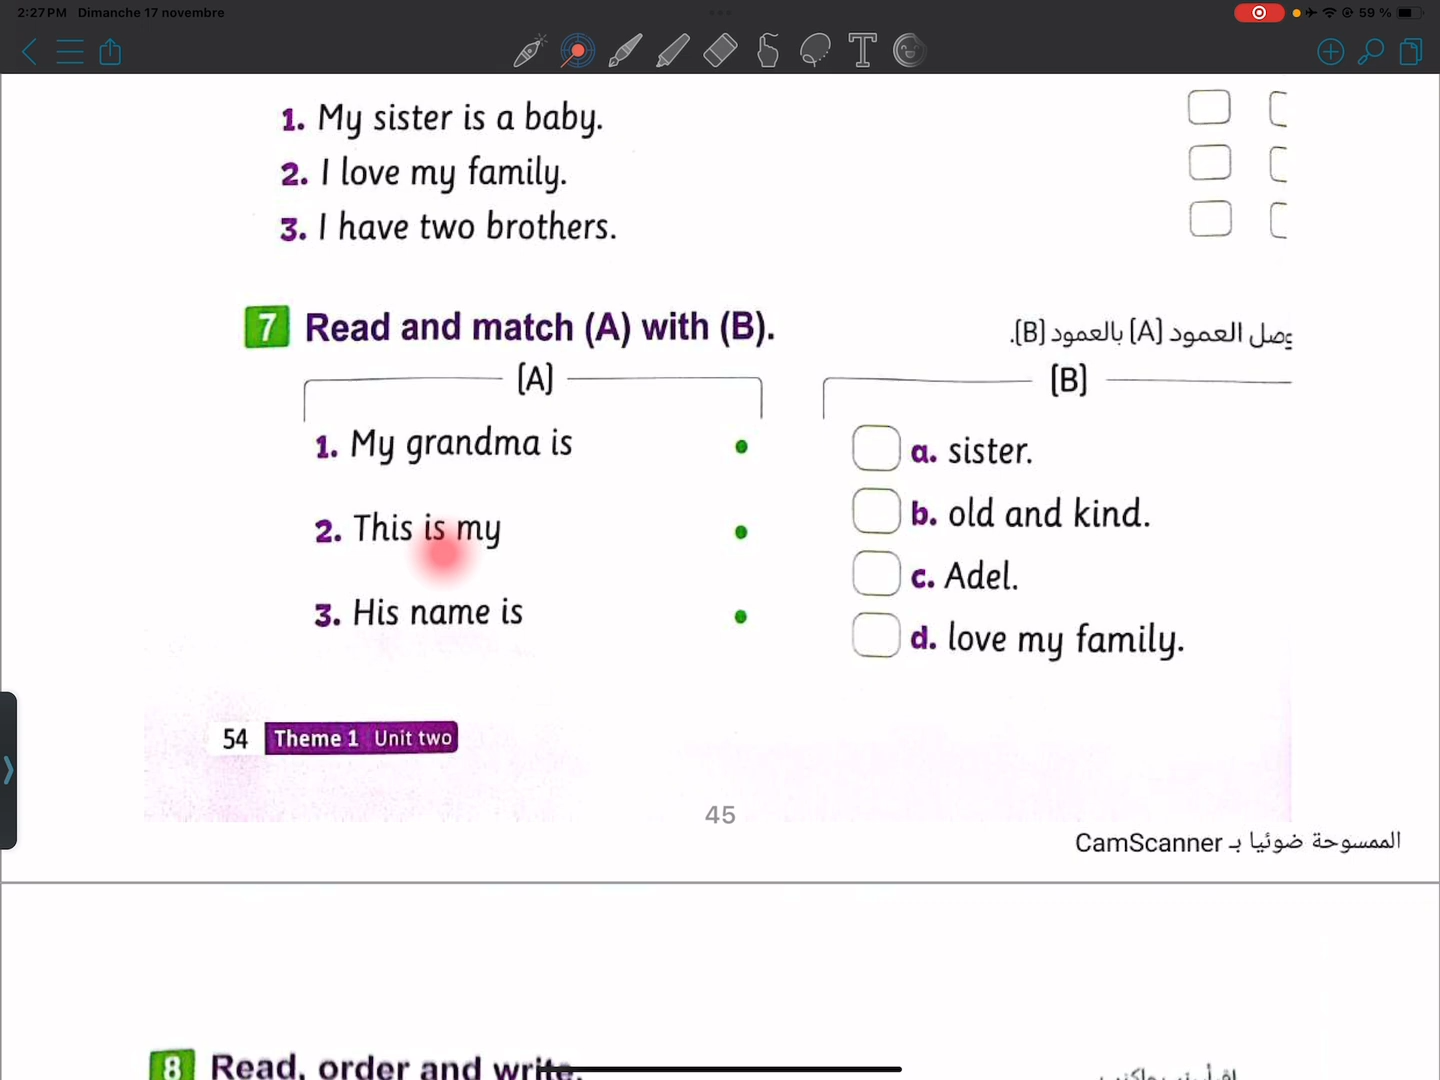 2:27 PM Dimanche 17 novembre
59 %
1. My sister is a baby.
2. I love my family.
3. I have two brothers.
7 Read and match (A) with (B).
وصل العمود [A] بالعمود [B].
[A]
[B]
1. My grandma is
2. This is my
3. His name is
a. sister.
b. old and kind.
c. Adel.
d. love my family.
54 Theme 1 Unit two
45
الممسوحة ضوئيا بـ CamScanner
8 Read, order and write.